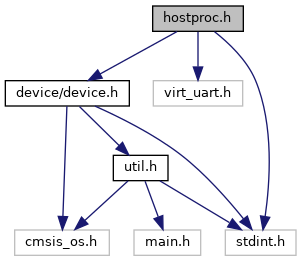 hostproc.h
device/device.h
virt_uart.h
util.h
cmsis_os.h
main.h
stdint.h